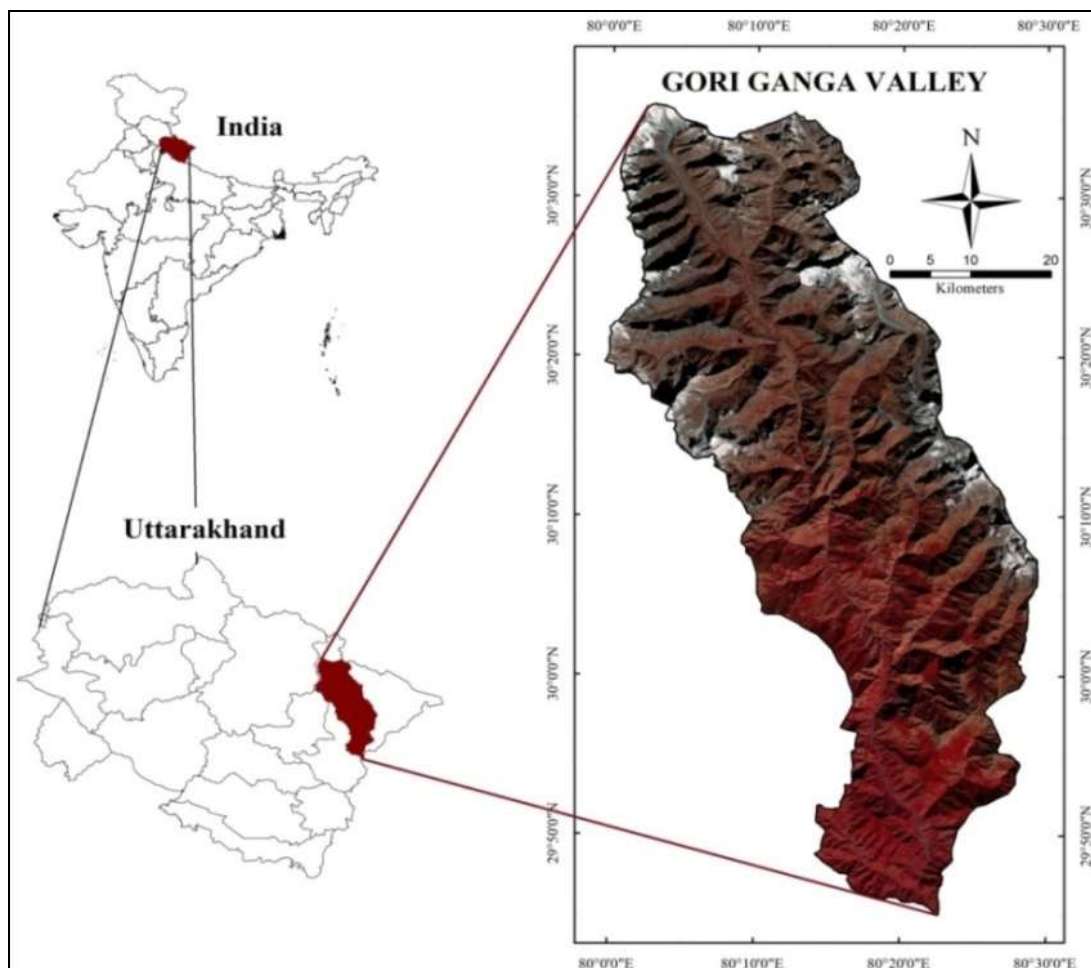 80°0'0"E 80°10'0"E 80°20'0"E 80°30'0"E
GORI GANGA VALLEY
India
N
0 5 10 20
Kilometers
Uttarakhand
30°30'0"N
30°20'0"N
30°10'0"N
30°0'0"N
29°50'0"N
30°30'0"N
30°20'0"N
30°10'0"N
30°0'0"N
29°50'0"N
80°0'0"E 80°10'0"E 80°20'0"E 80°30'0"E